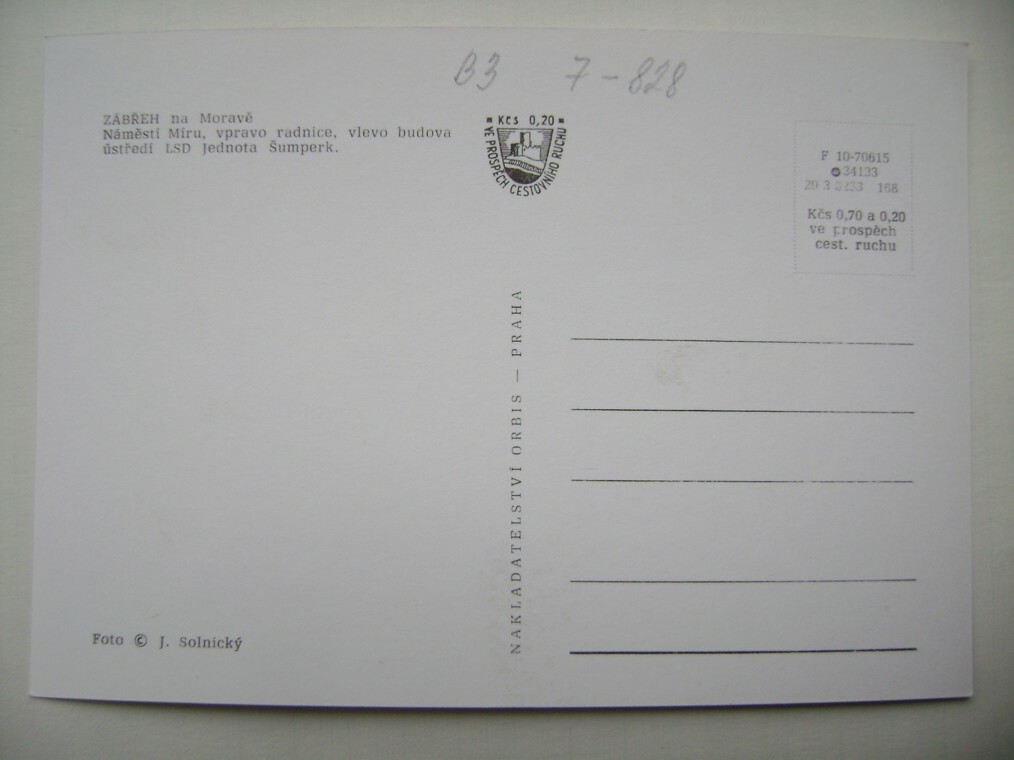 B3 7-828
ZÁBŘEH na Moravě
Náměstí Míru, vpravo radnice, vlevo budova
ústředí LSD Jednota Šumperk.
Kčs 0,20
VE PROSPĚCH CESTOVNÍHO RUCHU
F 10-70615
34133
20 3 168
Kčs 0,70 a 0,20
ve prospěch
cest. ruchu
NAKLADATELSTVÍ ORBIS — PRAHA
Foto © J. Solnický